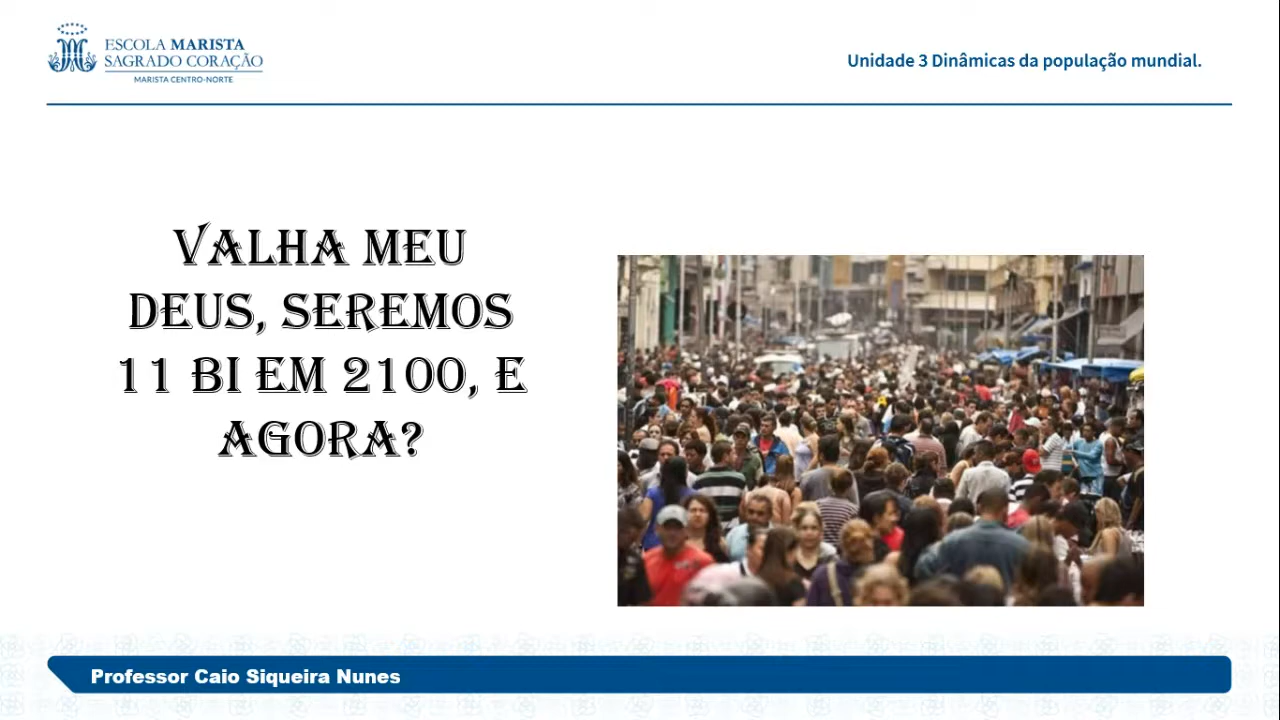 ESCOLA MARISTA
SAGRADO CORAÇÃO
MARISTA CENTRO-NORTE
Unidade 3 Dinâmicas da população mundial.
VALHA MEU
DEUS, SEREMOS
11 BI EM 2100, E
AGORA?
Professor Caio Siqueira Nunes